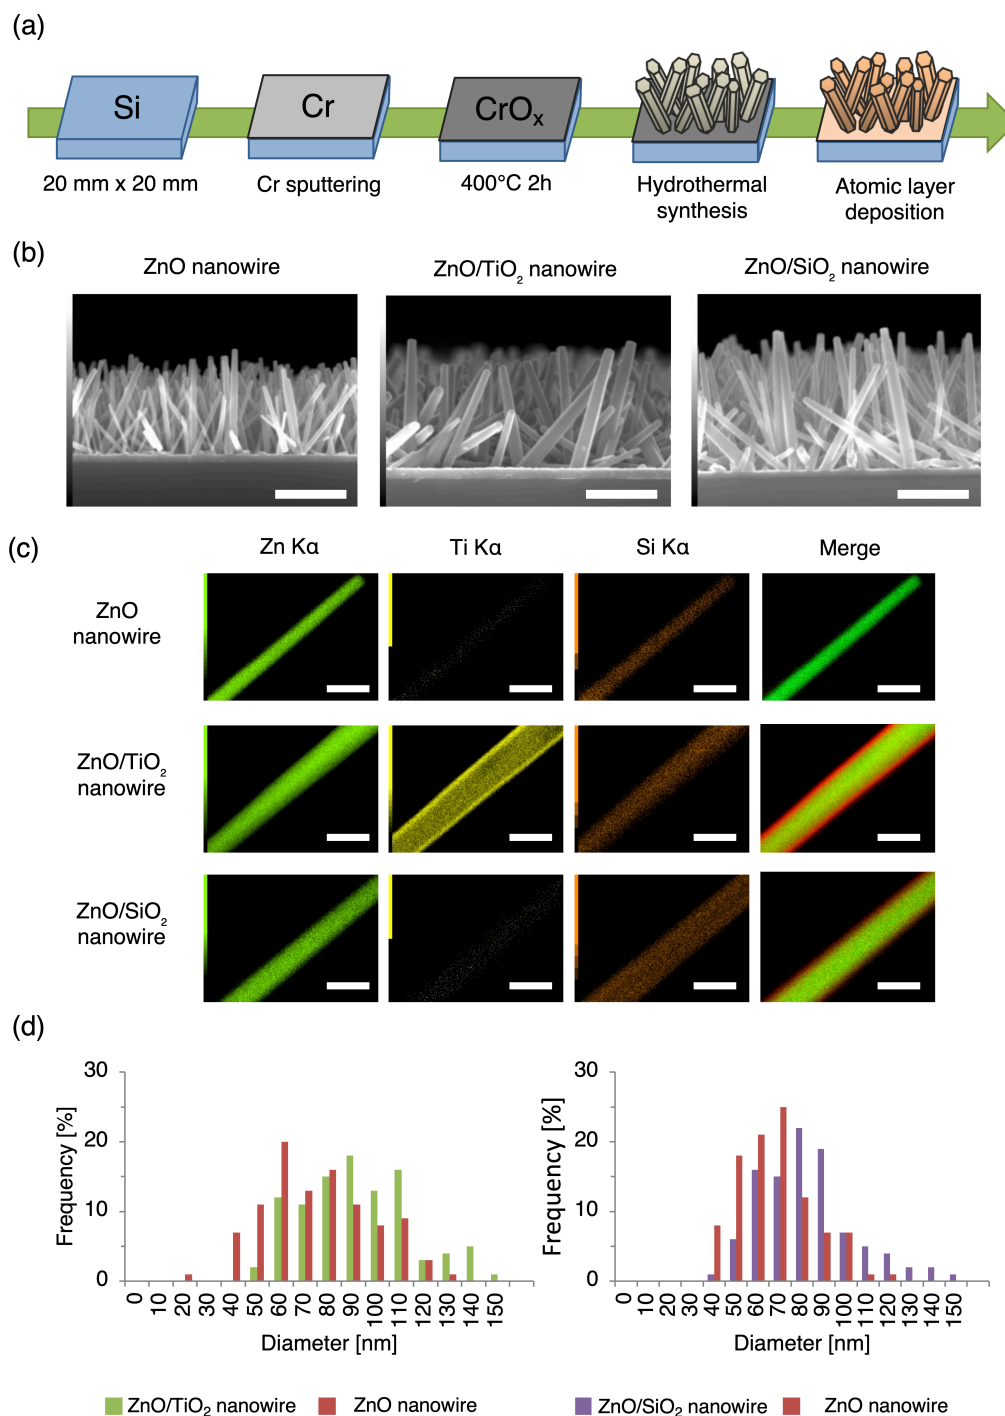 (a)
Si
Cr
CrOₓ
20 mm x 20 mm
Cr sputtering
400°C 2h
Hydrothermal
synthesis
Atomic layer
deposition
(b)
ZnO nanowire
ZnO/TiO₂ nanowire
ZnO/SiO₂ nanowire
(c)
Zn Kα
Ti Kα
Si Kα
Merge
ZnO
nanowire
ZnO/TiO₂
nanowire
ZnO/SiO₂
nanowire
(d)
Frequency [%]
30
20
10
0
0
10
20
30
40
50
60
70
80
90
100
110
120
130
140
150
Diameter [nm]
ZnO/TiO₂ nanowire
ZnO nanowire
Frequency [%]
30
20
10
0
0
10
20
30
40
50
60
70
80
90
100
110
120
130
140
150
Diameter [nm]
ZnO/SiO₂ nanowire
ZnO nanowire